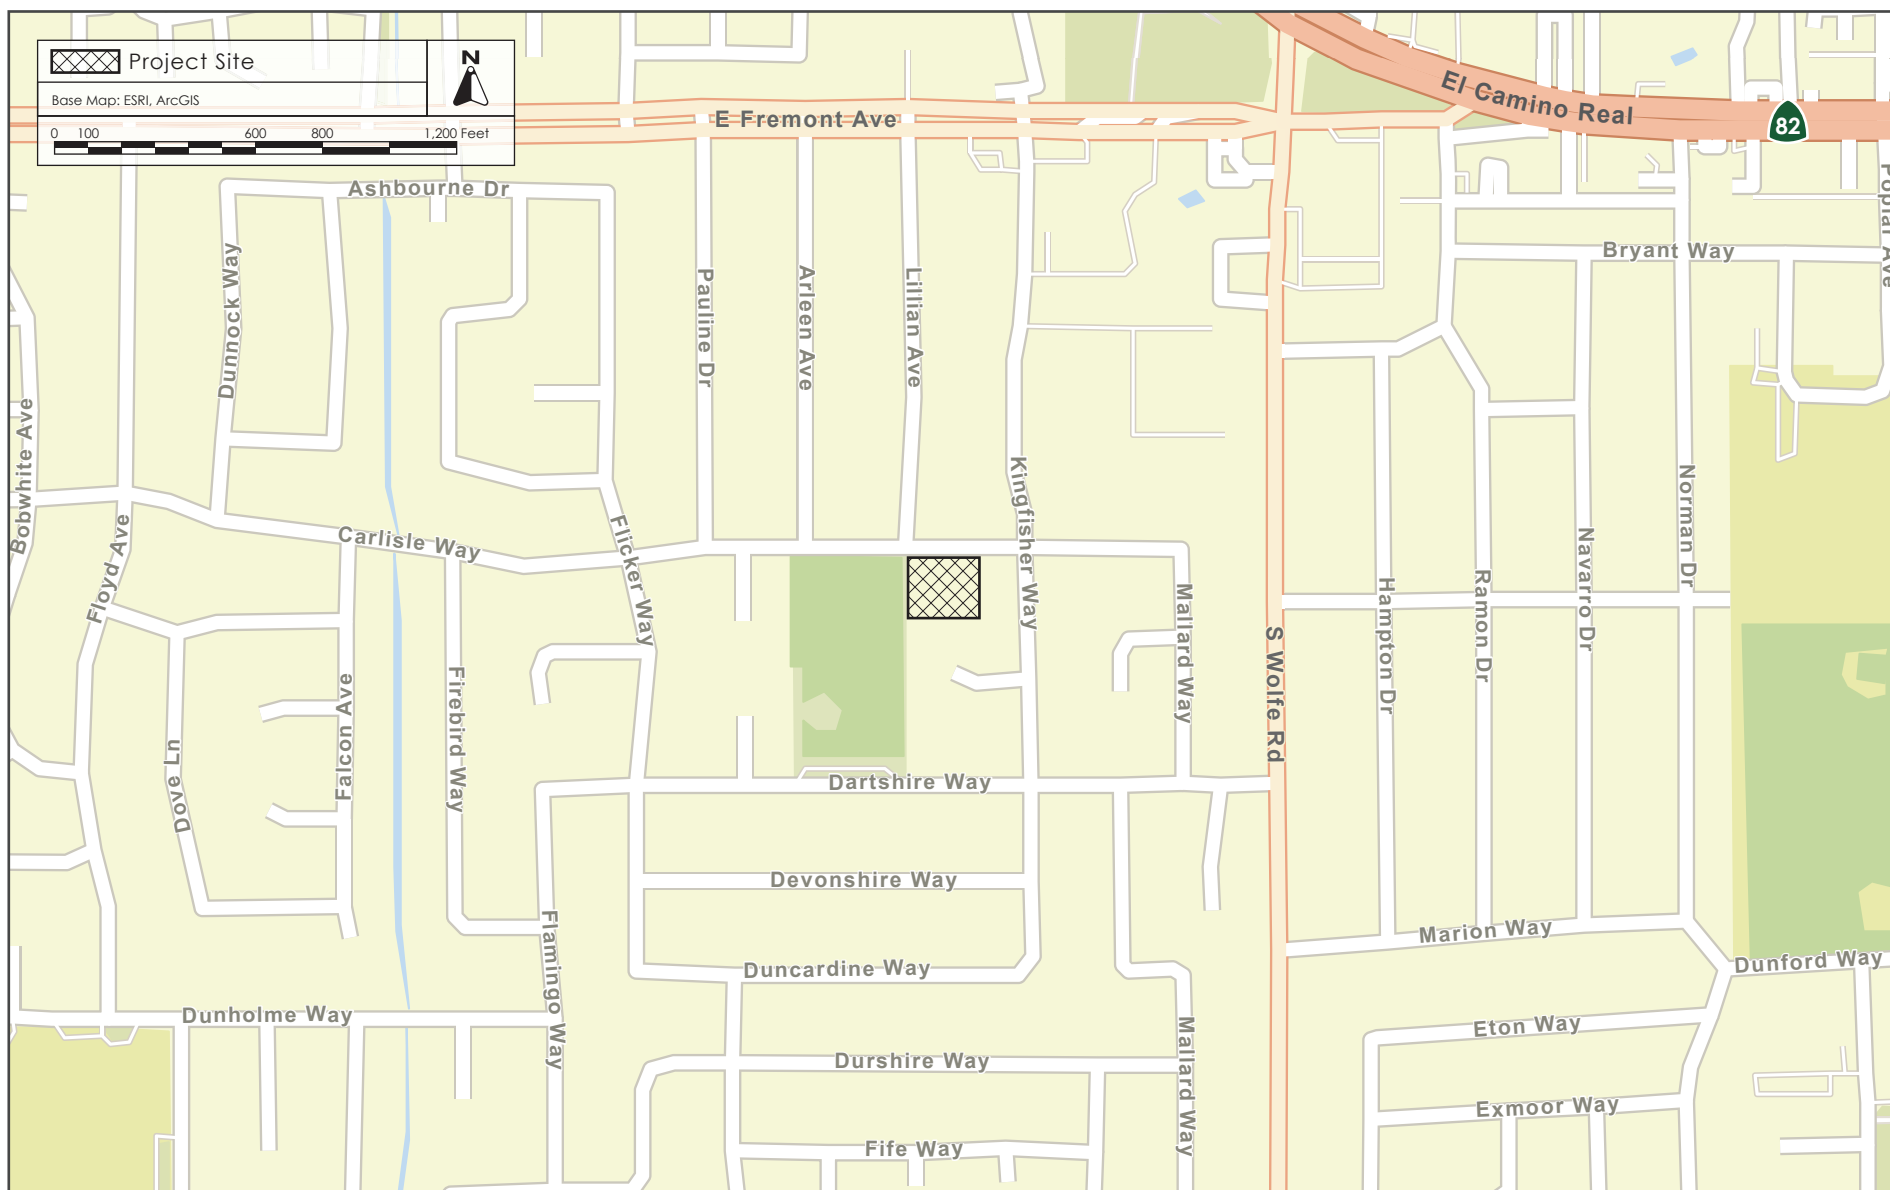 Project Site
N
Base Map: ESRI, ArcGIS
0 100 600 800 1,200 Feet
E Fremont Ave
El Camino Real
82
Ashbourne Dr
Poplar Ave
Bryant Way
Dunnock Way
Pauline Dr
Arleen Ave
Lillian Ave
Bobwhite Ave
Floyd Ave
Carlisle Way
Flicker Way
Kingfisher Way
Norman Dr
Navarro Dr
Ramon Dr
Hampton Dr
Mallard Way
S Wolfe Rd
Firebird Way
Falcon Ave
Dove Ln
Dartshire Way
Devonshire Way
Flamingo Way
Duncardine Way
Marion Way
Dunford Way
Dunholme Way
Eton Way
Durshire Way
Mallard Way
Exmoor Way
Fife Way